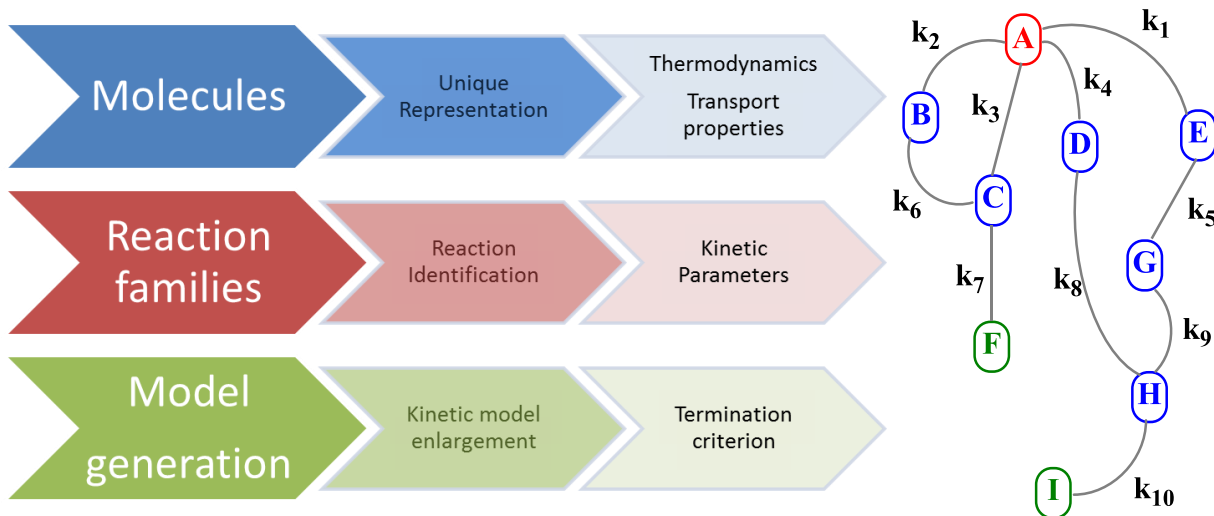 Molecules
Unique
Representation
Thermodynamics
Transport
properties
Reaction
families
Reaction
Identification
Kinetic
Parameters
Model
generation
Kinetic model
enlargement
Termination
criterion
A
k1
k2
k4
k3
B
D
E
C
k6
k5
G
k7
k8
k9
F
H
I
k10